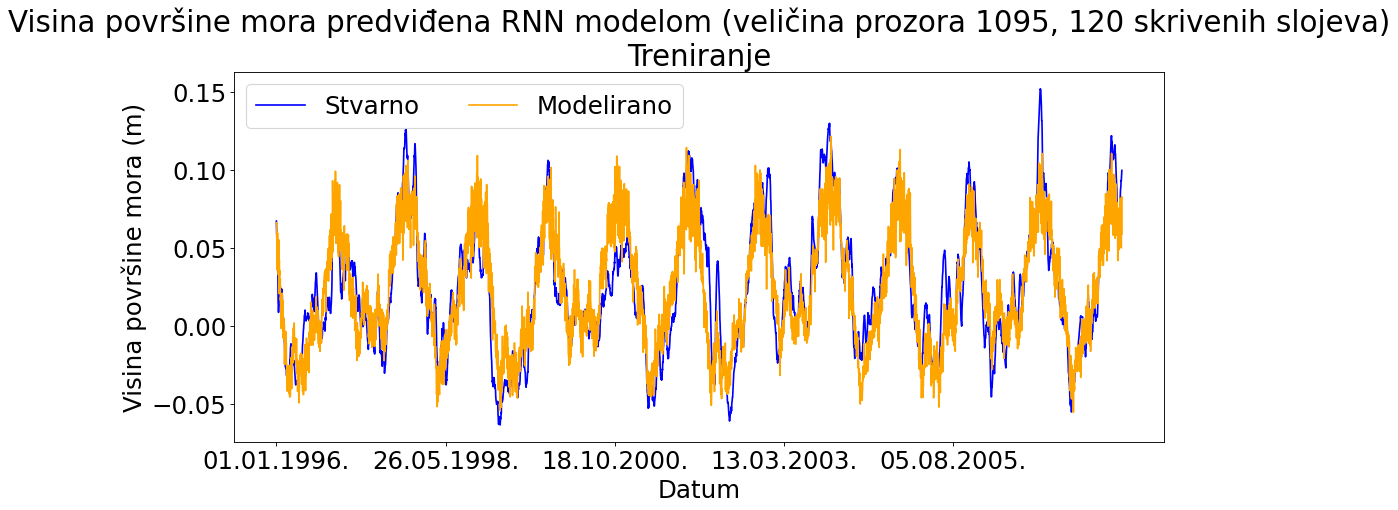 Visina površine mora predviđena RNN modelom (veličina prozora 1095, 120 skrivenih slojeva)
Treniranje
Stvarno
Modelirano
Visina površine mora (m)
0.15
0.10
0.05
0.00
−0.05
01.01.1996.
26.05.1998.
18.10.2000.
13.03.2003.
05.08.2005.
Datum